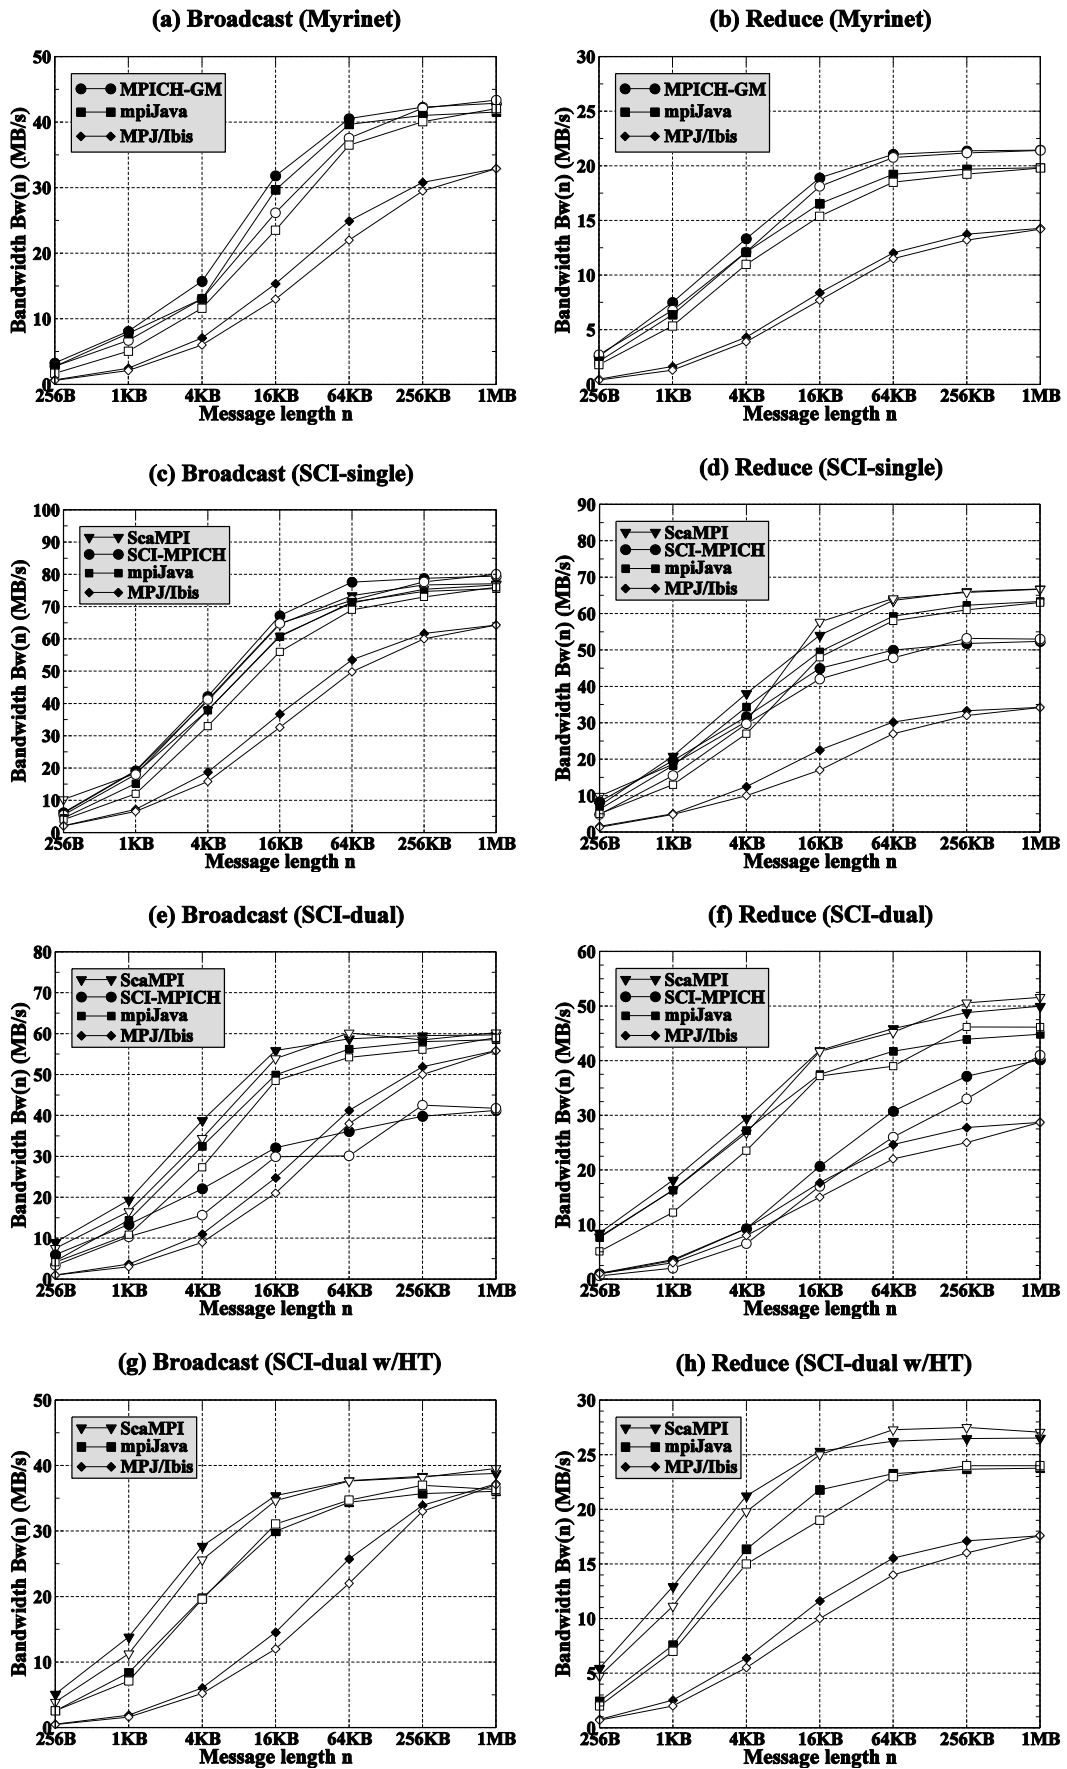 (a) Broadcast (Myrinet)
50
40
30
20
10
0
Bandwidth Bw(n) (MB/s)
MPICH-GM
mpiJava
MPJ/Ibis
256B 1KB 4KB 16KB 64KB 256KB 1MB
Message length n
(b) Reduce (Myrinet)
30
25
20
15
10
5
0
Bandwidth Bw(n) (MB/s)
MPICH-GM
mpiJava
MPJ/Ibis
256B 1KB 4KB 16KB 64KB 256KB 1MB
Message length n
(c) Broadcast (SCI-single)
100
90
80
70
60
50
40
30
20
10
0
Bandwidth Bw(n) (MB/s)
ScaMPI
SCI-MPICH
mpiJava
MPJ/Ibis
256B 1KB 4KB 16KB 64KB 256KB 1MB
Message length n
(d) Reduce (SCI-single)
90
80
70
60
50
40
30
20
10
0
Bandwidth Bw(n) (MB/s)
ScaMPI
SCI-MPICH
mpiJava
MPJ/Ibis
256B 1KB 4KB 16KB 64KB 256KB 1MB
Message length n
(e) Broadcast (SCI-dual)
80
70
60
50
40
30
20
10
0
Bandwidth Bw(n) (MB/s)
ScaMPI
SCI-MPICH
mpiJava
MPJ/Ibis
256B 1KB 4KB 16KB 64KB 256KB 1MB
Message length n
(f) Reduce (SCI-dual)
60
50
40
30
20
10
0
Bandwidth Bw(n) (MB/s)
ScaMPI
SCI-MPICH
mpiJava
MPJ/Ibis
256B 1KB 4KB 16KB 64KB 256KB 1MB
Message length n
(g) Broadcast (SCI-dual w/HT)
50
40
30
20
10
0
Bandwidth Bw(n) (MB/s)
ScaMPI
mpiJava
MPJ/Ibis
256B 1KB 4KB 16KB 64KB 256KB 1MB
Message length n
(h) Reduce (SCI-dual w/HT)
30
25
20
15
10
5
0
Bandwidth Bw(n) (MB/s)
ScaMPI
mpiJava
MPJ/Ibis
256B 1KB 4KB 16KB 64KB 256KB 1MB
Message length n